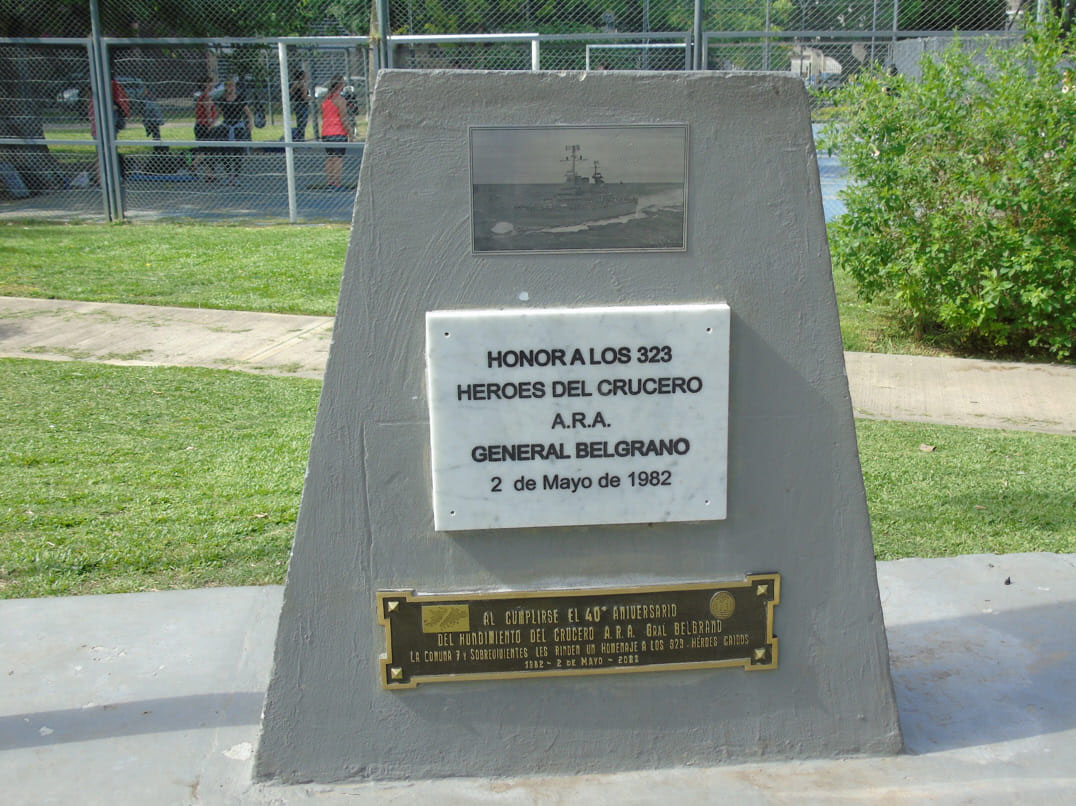 HONOR A LOS 323
HEROES DEL CRUCERO
A.R.A.
GENERAL BELGRANO
2 de Mayo de 1982
AL CUMPLIRSE EL 40° ANIVERSARIO
DEL HUNDIMIENTO DEL CRUCERO A.R.A. GRAL BELGRANO
LA COMUNA 7 Y SOBREVIVIENTES LES RINDEN UN HOMENAJE A LOS 323 HÉROES CAIDOS
1982 - 2 DE MAYO - 2022